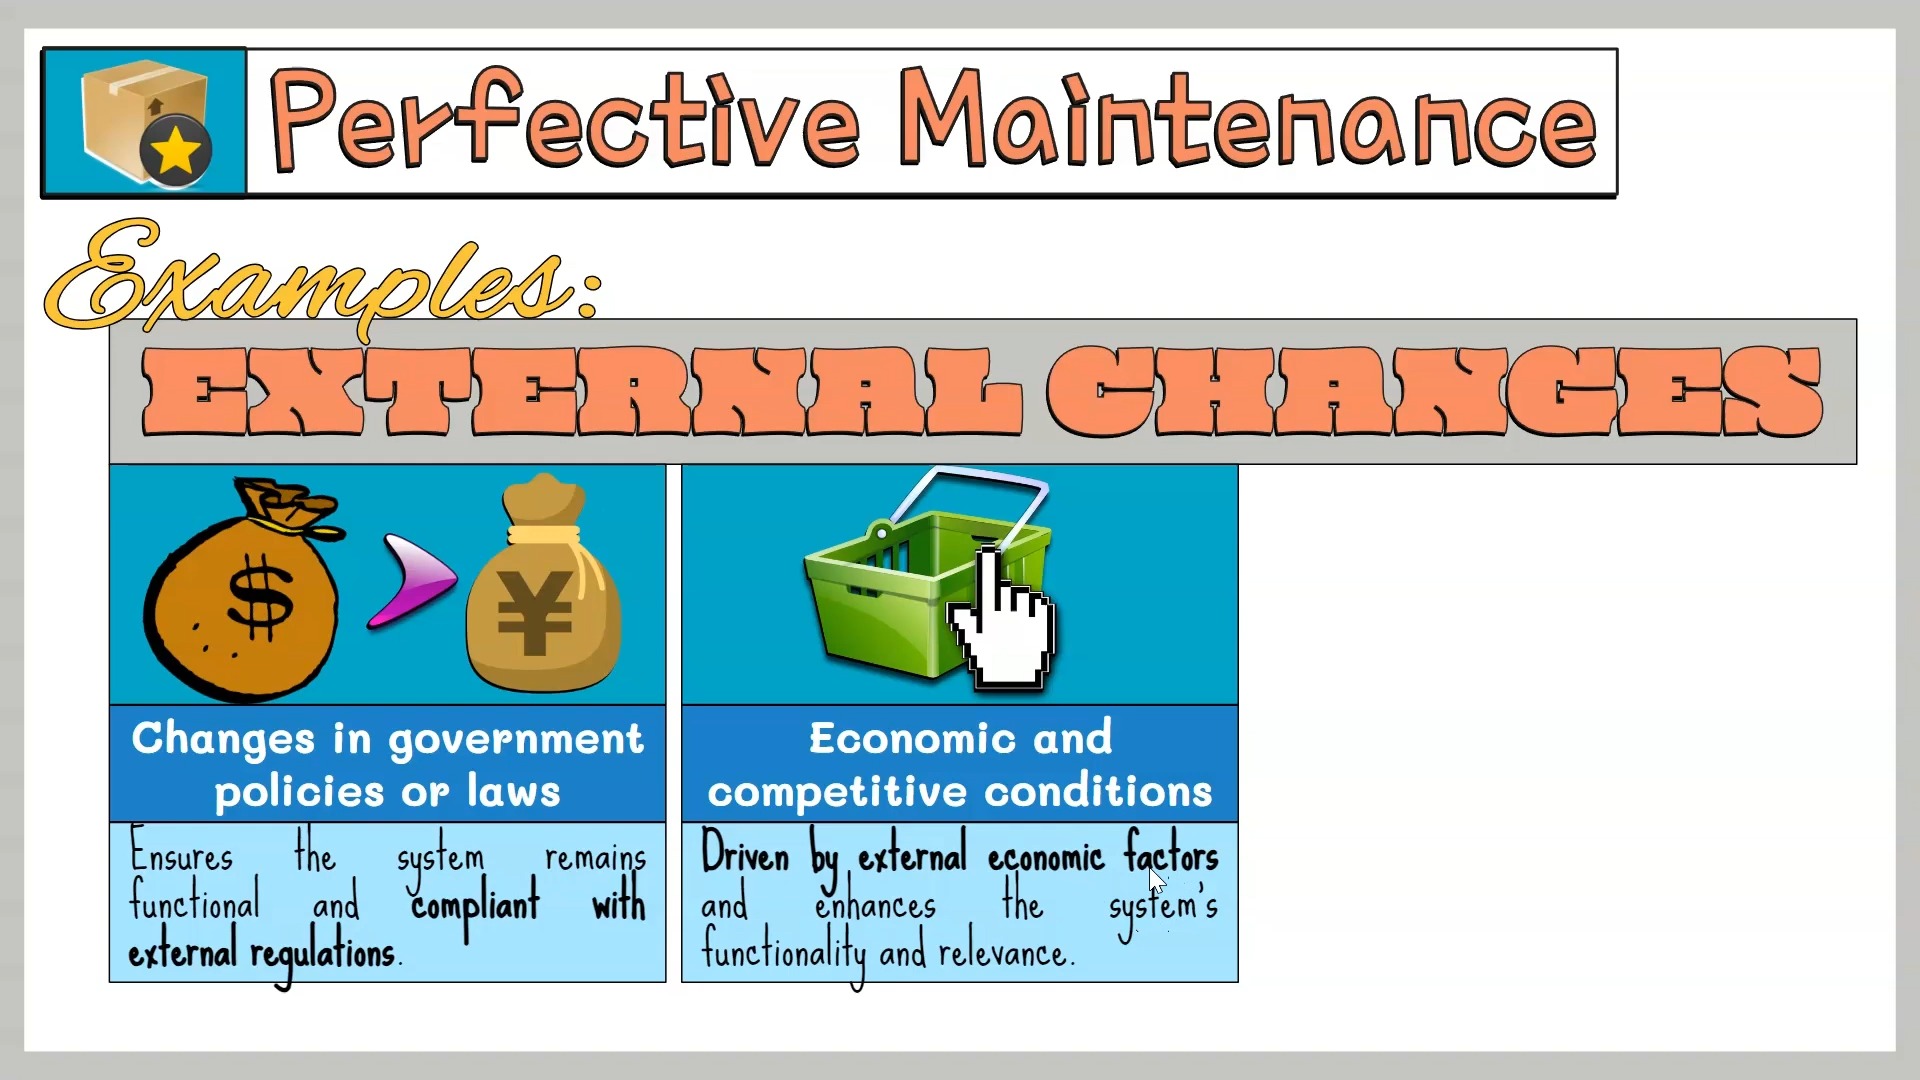 Perfective Maintenance
Examples:
EXTERNAL CHANGES
$
¥
Changes in government
policies or laws
Ensures the system remains
functional and compliant with
external regulations.
Economic and
competitive conditions
Driven by external economic factors
and enhances the system's
functionality and relevance.